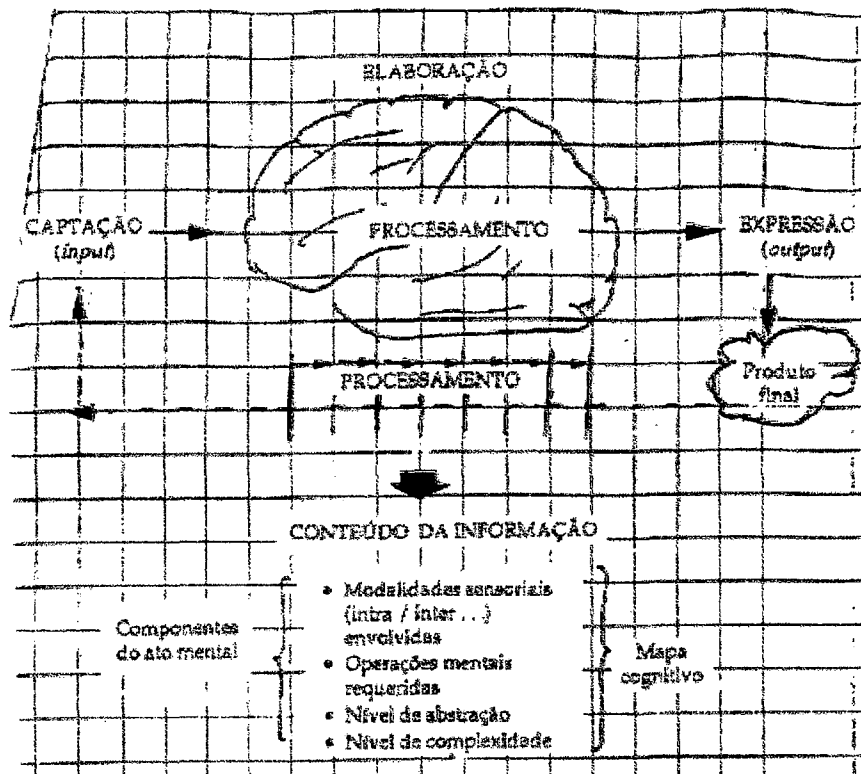 ELABORAÇÃO
CAPTAÇÃO
(input)
PROCESSAMENTO
EXPRESSÃO
(output)
PROCESSAMENTO
Produto
final
CONTEÚDO DA INFORMAÇÃO
Componentes
do ato mental
• Modalidades sensoriais
(intra / inter . . .)
envolvidas
• Operações mentais
requeridas
• Nível de abstração
• Nível de complexidade
Mapa
cognitivo